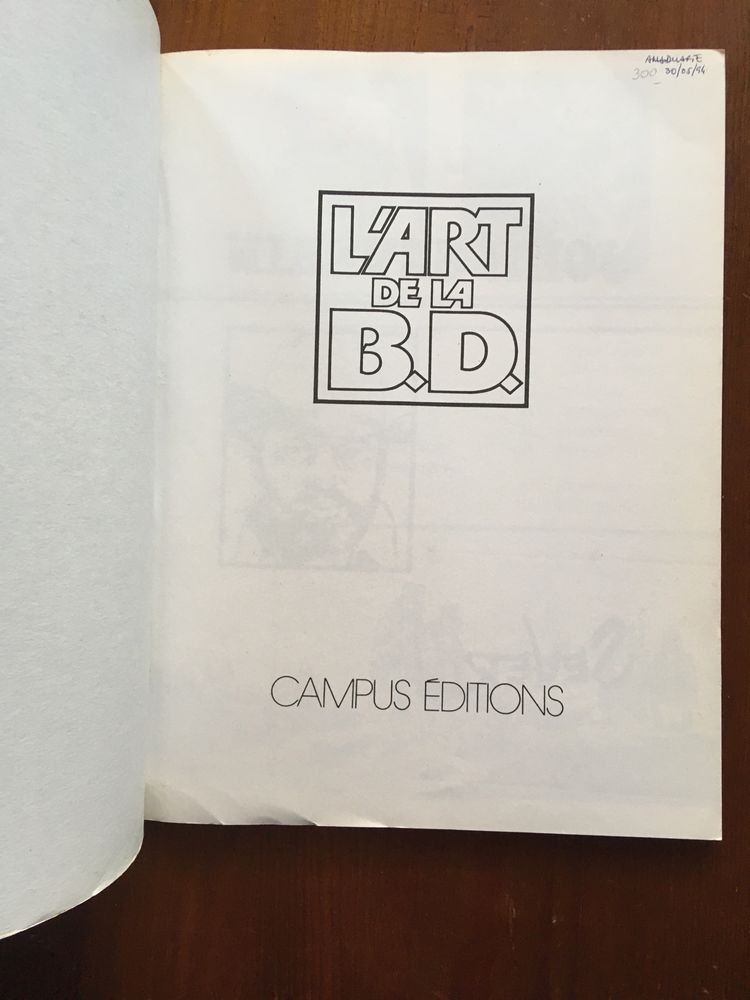 300 30/05/94
L'ART
DE LA
B.D.
CAMPUS ÉDITIONS